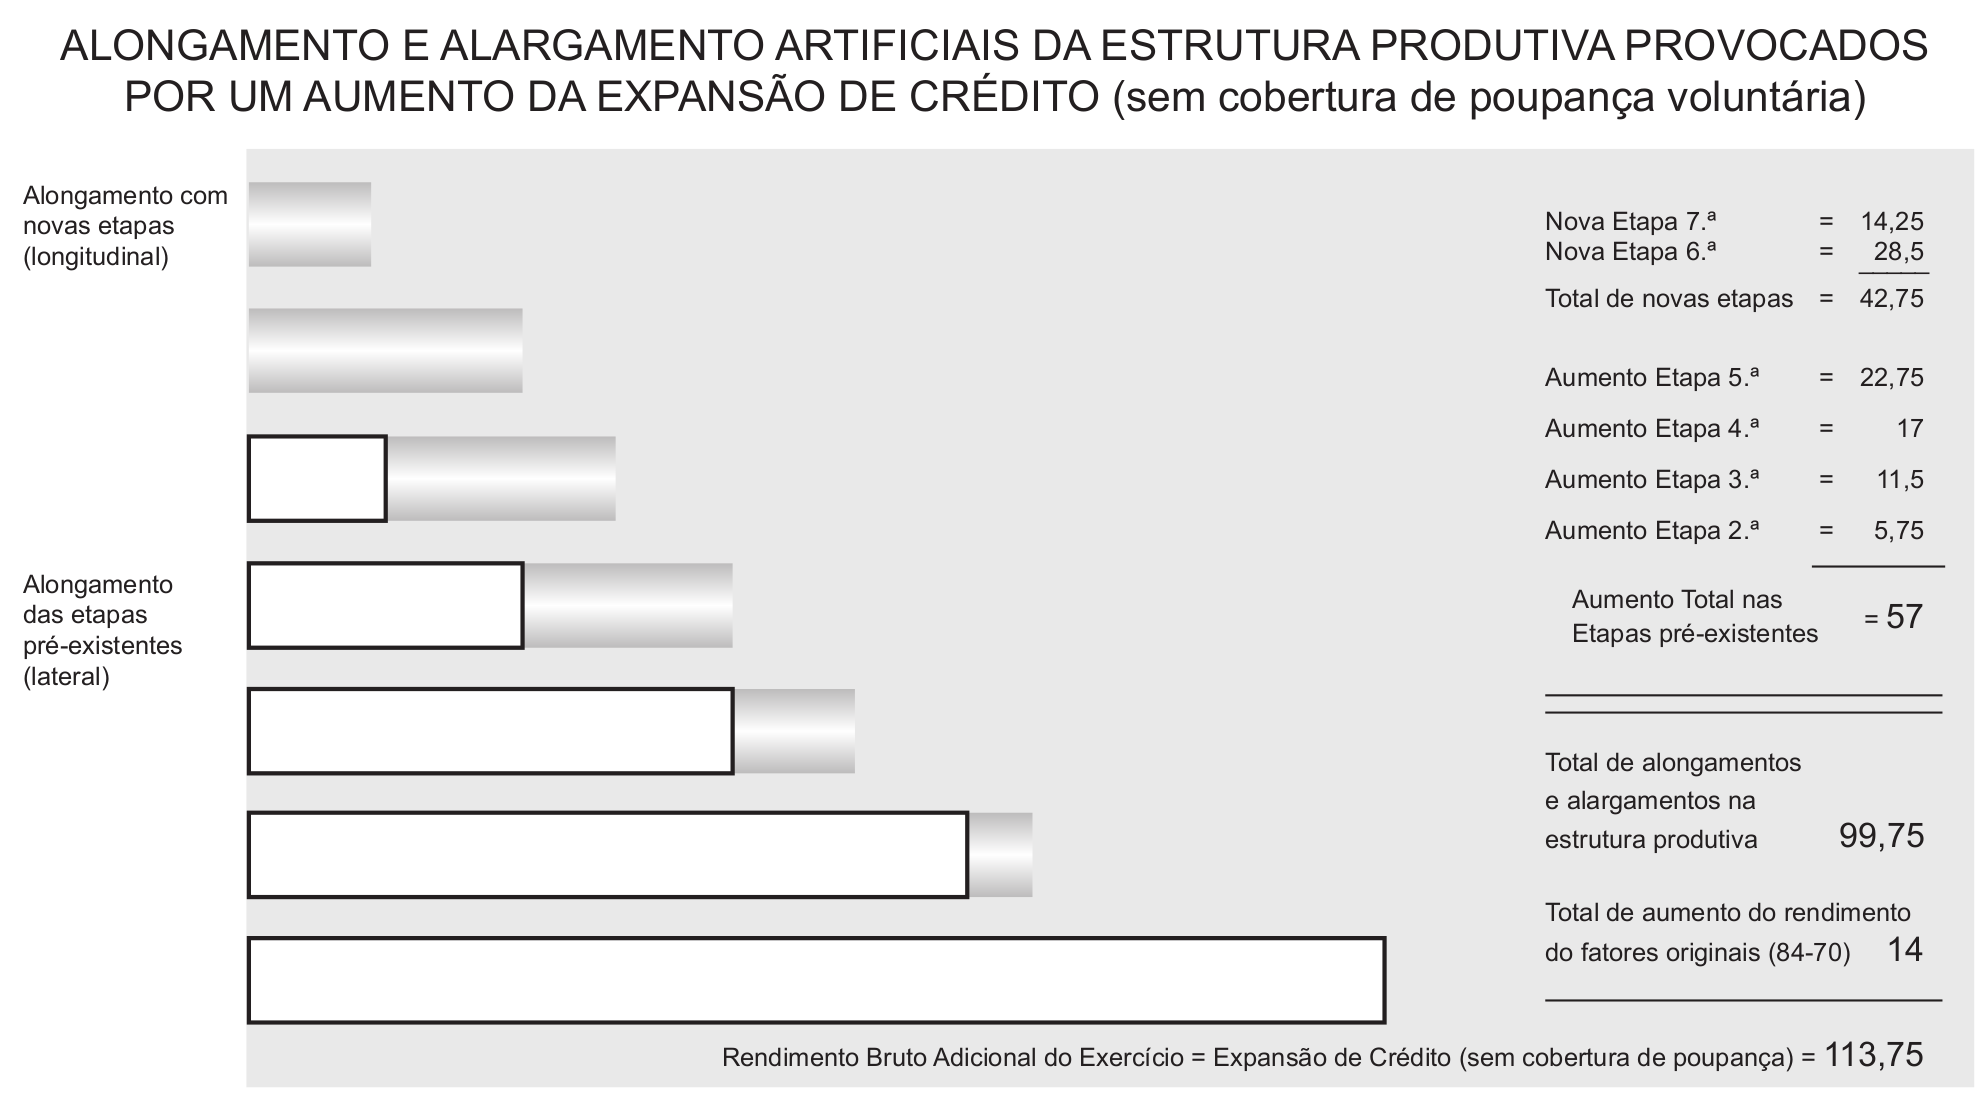 ALONGAMENTO E ALARGAMENTO ARTIFICIAIS DA ESTRUTURA PRODUTIVA PROVOCADOS
POR UM AUMENTO DA EXPANSÃO DE CRÉDITO (sem cobertura de poupança voluntária)
Alongamento com
novas etapas
(longitudinal)
Alongamento
das etapas
pré-existentes
(lateral)
Nova Etapa 7.ª = 14,25
Nova Etapa 6.ª = 28,5
Total de novas etapas = 42,75
Aumento Etapa 5.ª = 22,75
Aumento Etapa 4.ª = 17
Aumento Etapa 3.ª = 11,5
Aumento Etapa 2.ª = 5,75
Aumento Total nas
Etapas pré-existentes = 57
Total de alongamentos
e alargamentos na
estrutura produtiva 99,75
Total de aumento do rendimento
do fatores originais (84-70) 14
Rendimento Bruto Adicional do Exercício = Expansão de Crédito (sem cobertura de poupança) = 113,75